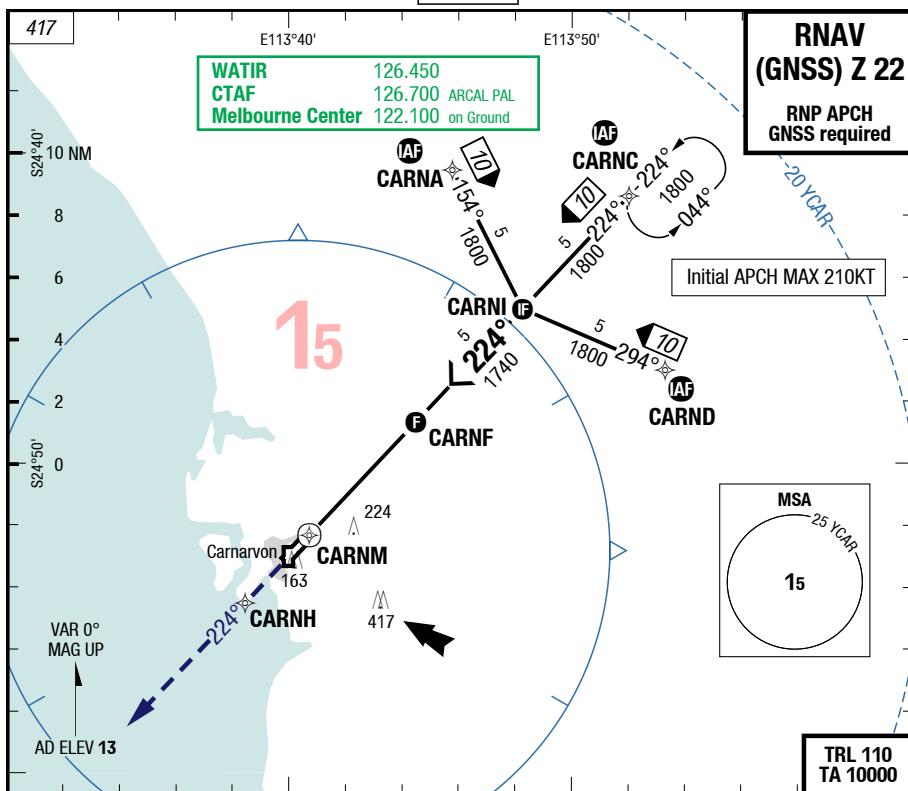 417
E113°40'
E113°50'
RNAV
(GNSS) Z 22
RNP APCH
GNSS required
WATIR 126.450
CTAF 126.700 ARCAL PAL
Melbourne Center 122.100 on Ground
S24°40'
10 NM
8
6
4
2
0
S24°50'
IAF
CARNA
10
154°
5
1800
IAF
CARNC
10
224°
1800
044°
224°
5
1800
20 YCAR
Initial APCH MAX 210KT
CARNI
IF
5
1800
294°
10
IAF
CARND
15
5
224°
1740
F
CARNF
224
Carnarvon
CARNM
163
CARNH
224°
417
MSA
25 YCAR
15
VAR 0°
MAG UP
AD ELEV 13
TRL 110
TA 10000